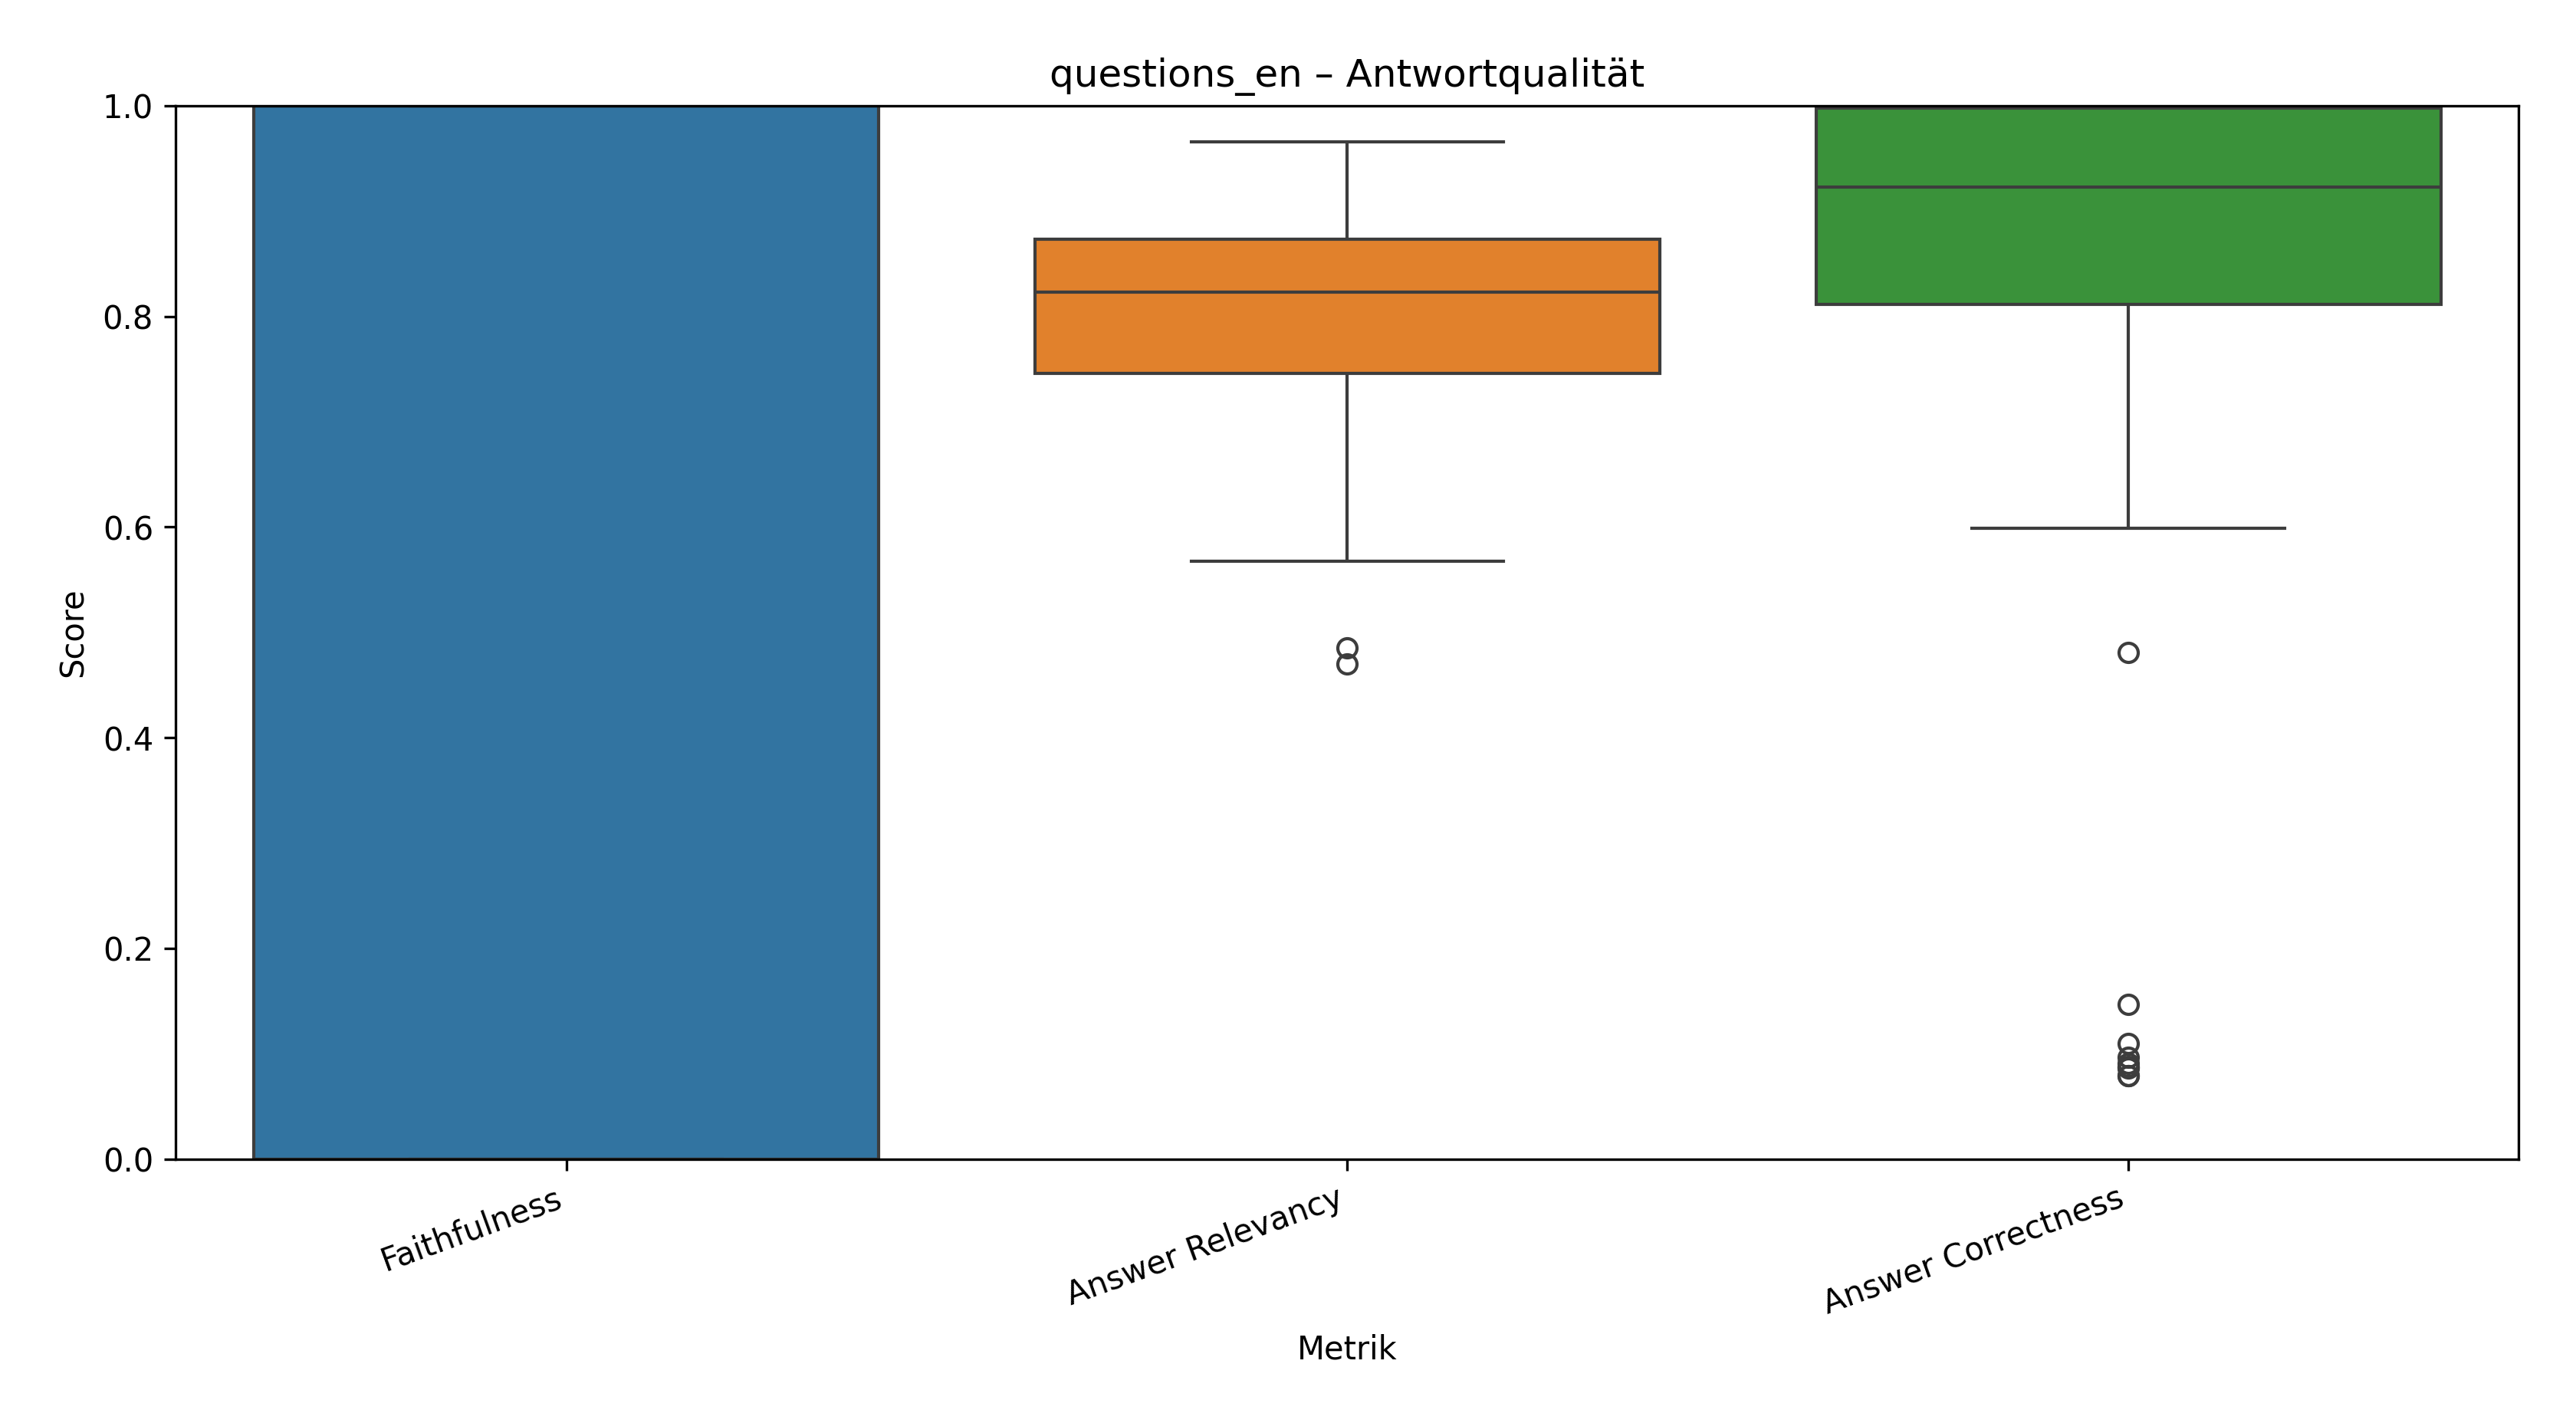 questions_en – Antwortqualität
1.0
0.8
0.6
0.4
0.2
0.0
Score
Faithfulness
Answer Relevancy
Answer Correctness
Metrik